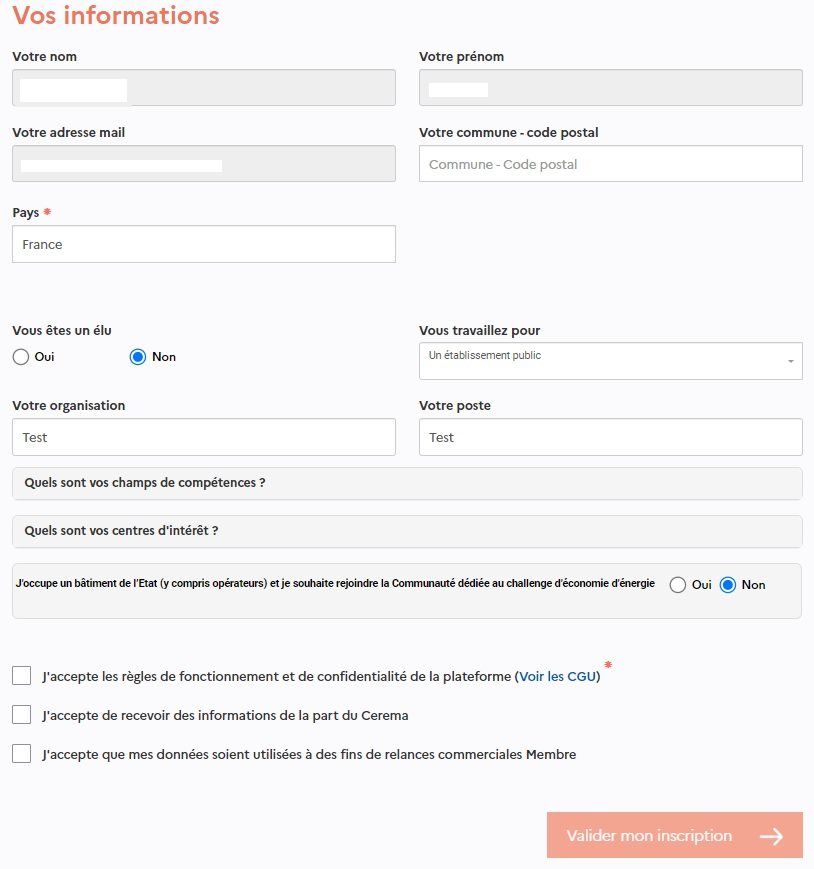 Vos informations
Votre nom
Votre prénom
Votre adresse mail
Votre commune - code postal
Commune - Code postal
Pays *
France
Vous êtes un élu
Oui
Non
Vous travaillez pour
Un établissement public
Votre organisation
Test
Votre poste
Test
Quels sont vos champs de compétences ?
Quels sont vos centres d'intérêt ?
J'occupe un bâtiment de l'Etat (y compris opérateurs) et je souhaite rejoindre la Communauté dédiée au challenge d'économie d'énergie
Oui
Non
J'accepte les règles de fonctionnement et de confidentialité de la plateforme (Voir les CGU) *
J'accepte de recevoir des informations de la part du Cerema
J'accepte que mes données soient utilisées à des fins de relances commerciales Membre
Valider mon inscription →